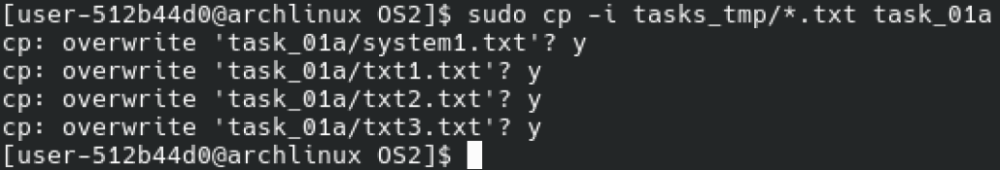 [user-512b44d0@archlinux OS2]$ sudo cp -i tasks_tmp/*.txt task_01a
cp: overwrite 'task_01a/system1.txt'? y
cp: overwrite 'task_01a/txt1.txt'? y
cp: overwrite 'task_01a/txt2.txt'? y
cp: overwrite 'task_01a/txt3.txt'? y
[user-512b44d0@archlinux OS2]$